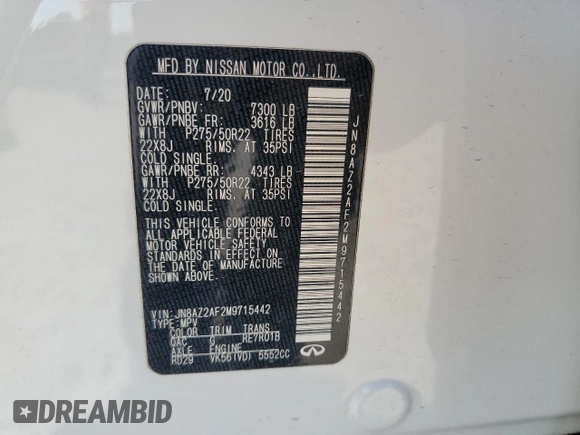 MFD BY NISSAN MOTOR CO.,LTD.
DATE: 7/20
GVWR/PNBV: 7300 LB
GAWR/PNBE FR: 3616 LB
WITH P275/50R22 TIRES
22X8J RIMS, AT 35PSI
COLD SINGLE
GAWR/PNBE RR: 4343 LB
WITH P275/50R22 TIRES
22X8J RIMS, AT 35PSI
COLD SINGLE
THIS VEHICLE CONFORMS TO
ALL APPLICABLE FEDERAL
MOTOR VEHICLE SAFETY
STANDARDS IN EFFECT ON
THE DATE OF MANUFACTURE
SHOWN ABOVE.
VIN: JN8AZ2AF2M9715442
TYPE: MPV
COLOR TRIM TRANS
QAC G RE7R01B
AXLE ENGINE
RD29 VK56(VD) 5552CC
INFINITI
JN8AZ2AF2M9715442
DREAMBID